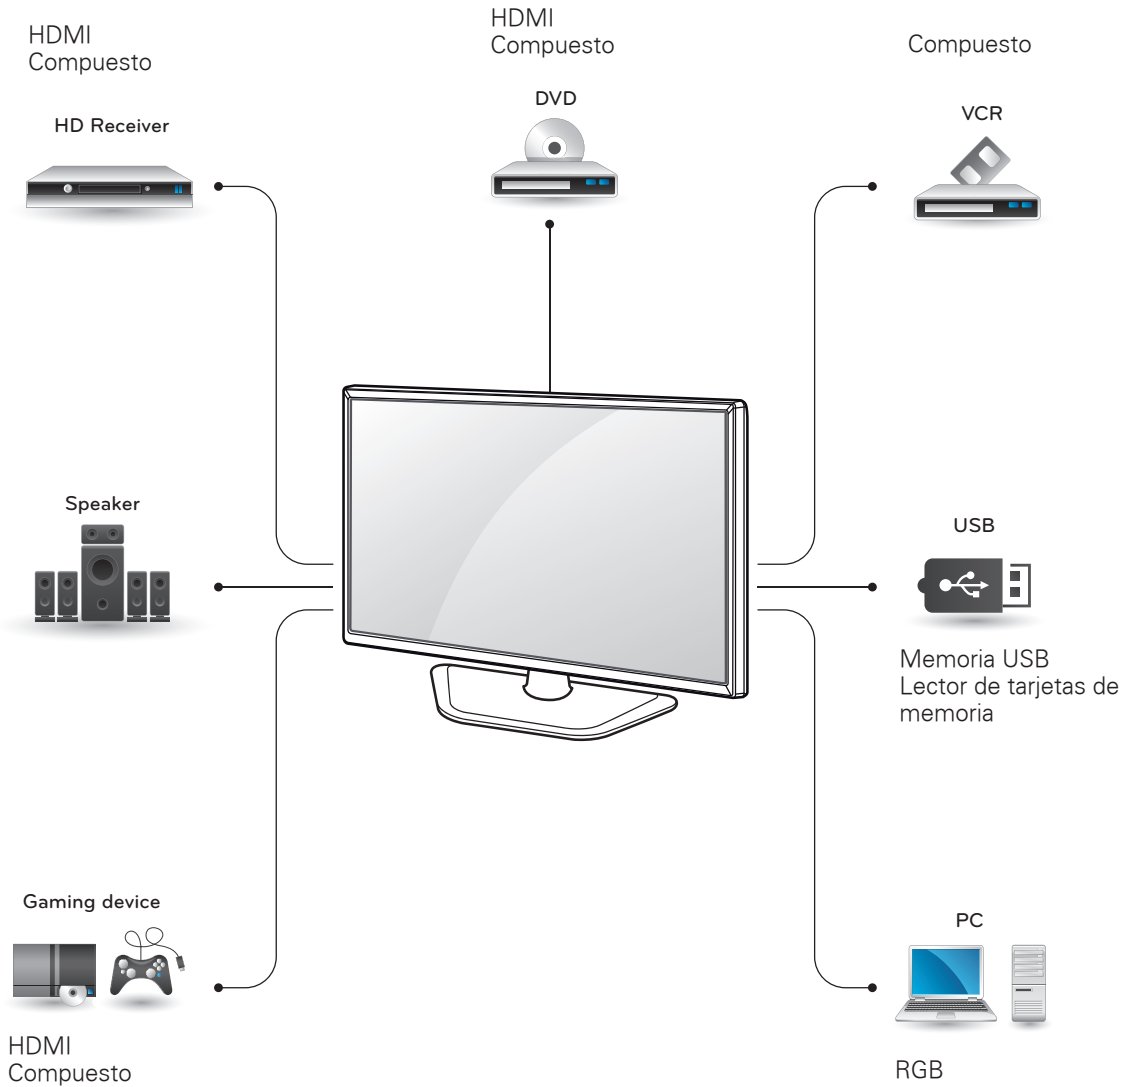 HDMI
Compuesto
HD Receiver
HDMI
Compuesto
DVD
Compuesto
VCR
Speaker
USB
Memoria USB
Lector de tarjetas de
memoria
Gaming device
HDMI
Compuesto
PC
RGB